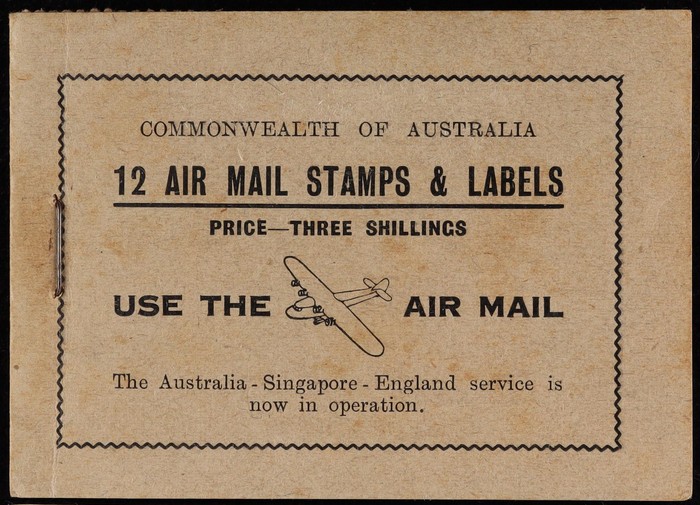 COMMONWEALTH OF AUSTRALIA
12 AIR MAIL STAMPS & LABELS
PRICE—THREE SHILLINGS
USE THE AIR MAIL
The Australia - Singapore - England service is
now in operation.